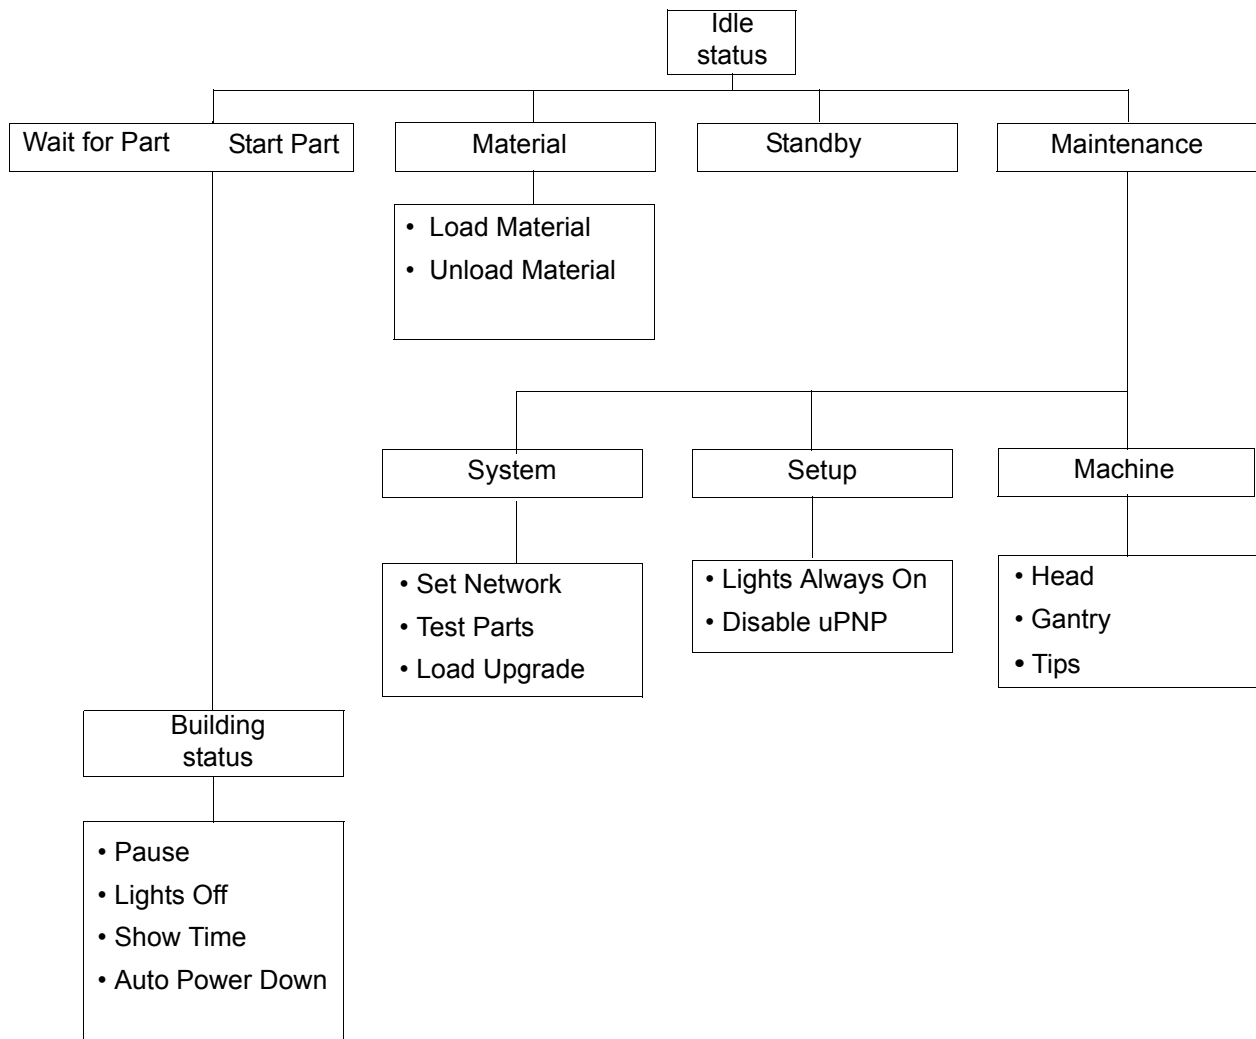 Idle
status
Wait for Part Start Part
Material
Standby
Maintenance
• Load Material
• Unload Material
System
Setup
Machine
• Set Network
• Test Parts
• Load Upgrade
• Lights Always On
• Disable uPNP
• Head
• Gantry
• Tips
Building
status
• Pause
• Lights Off
• Show Time
• Auto Power Down